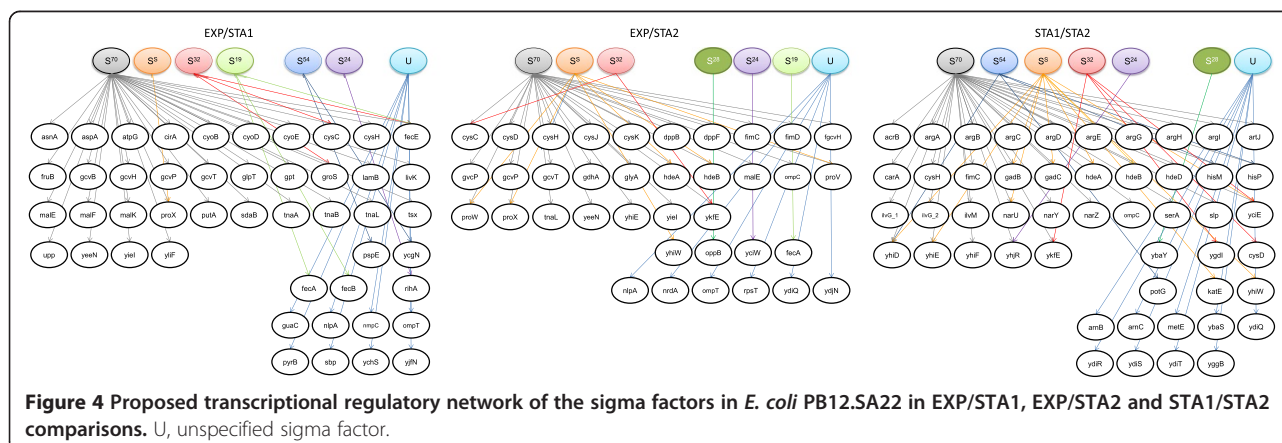 EXP/STA1 EXP/STA2 STA1/STA2
S70 SS S32 S19 S54 S24 U S70 SS S32 S28 S24 S19 U S70 S54 SS S32 S24 S28 U
asnA aspA atpG cirA cyoB cyoD cyoE cysC cysH fecE cysC cysD cysH cysJ cysK dppB dppF fimC fimD fgcvH acrB argA argB argC argD argE argG argH argI artJ
fruB gcvB gcvH gcvP gcvT glpT gpt groS lamB livK gvcP gcvP gcvT gdhA glyA hdeA hdeB malE ompC proV carA cysH fimC gadB gadC hdeA hdeB hdeD hisM hisP
malE malF malK proX putA sdaB tnaA tnaB tnaL tsx proW proX tnaL yeeN yhiE yieI ykfE ilvG_1 ilvG_2 ilvM narU narY narZ ompC serA slp yciE
upp yeeN yieI yliF pspE ycgN yhiW oppB yciW fecA yhiD yhiE yhiF yhjR ykfE ybaY ygdI cysD
fecA fecB rihA nlpA nrdA ompT rpsT ydiQ ydjN potG katE yhiW
guaC nlpA nmpC ompT arnB arnC metE ybaS ydiQ
pyrB sbp ychS yjfN ydiR ydiS ydiT yggB
Figure 4 Proposed transcriptional regulatory network of the sigma factors in E. coli PB12.SA22 in EXP/STA1, EXP/STA2 and STA1/STA2
comparisons. U, unspecified sigma factor.